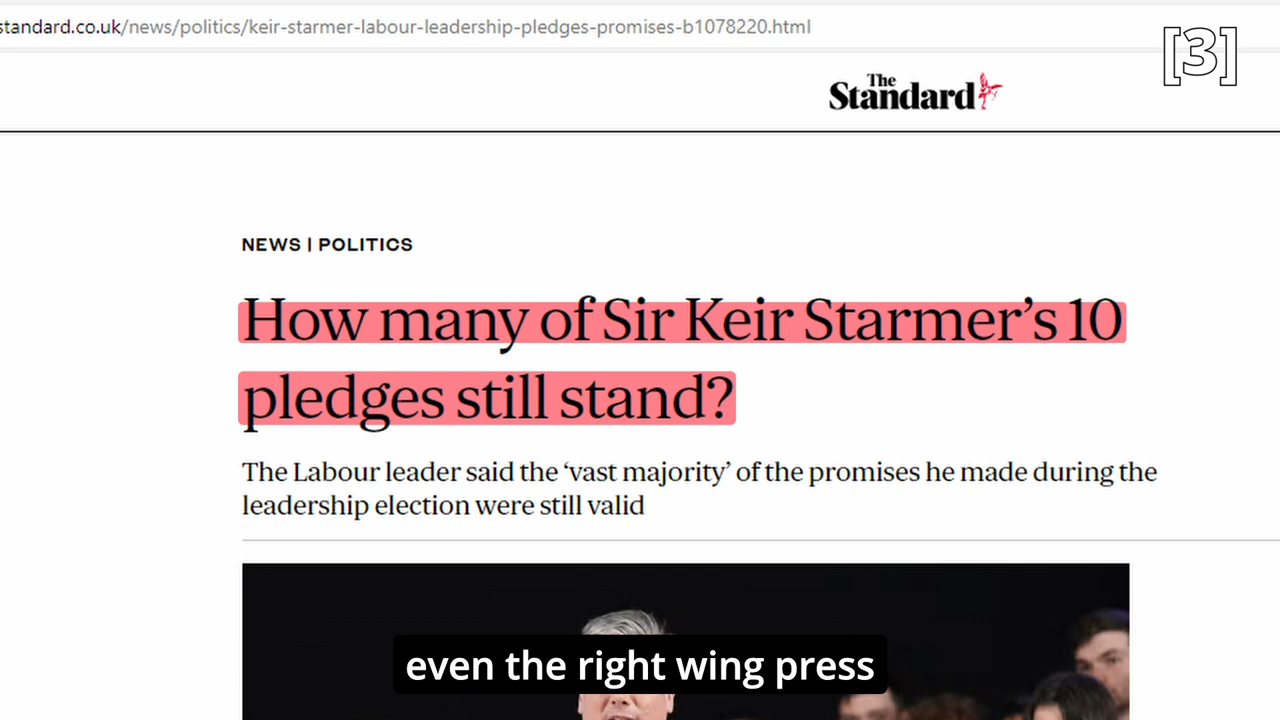 standard.co.uk/news/politics/keir-starmer-labour-leadership-pledges-promises-b1078220.html
[3]
The
Standard
NEWS | POLITICS
How many of Sir Keir Starmer’s 10
pledges still stand?
The Labour leader said the ‘vast majority’ of the promises he made during the
leadership election were still valid
even the right wing press